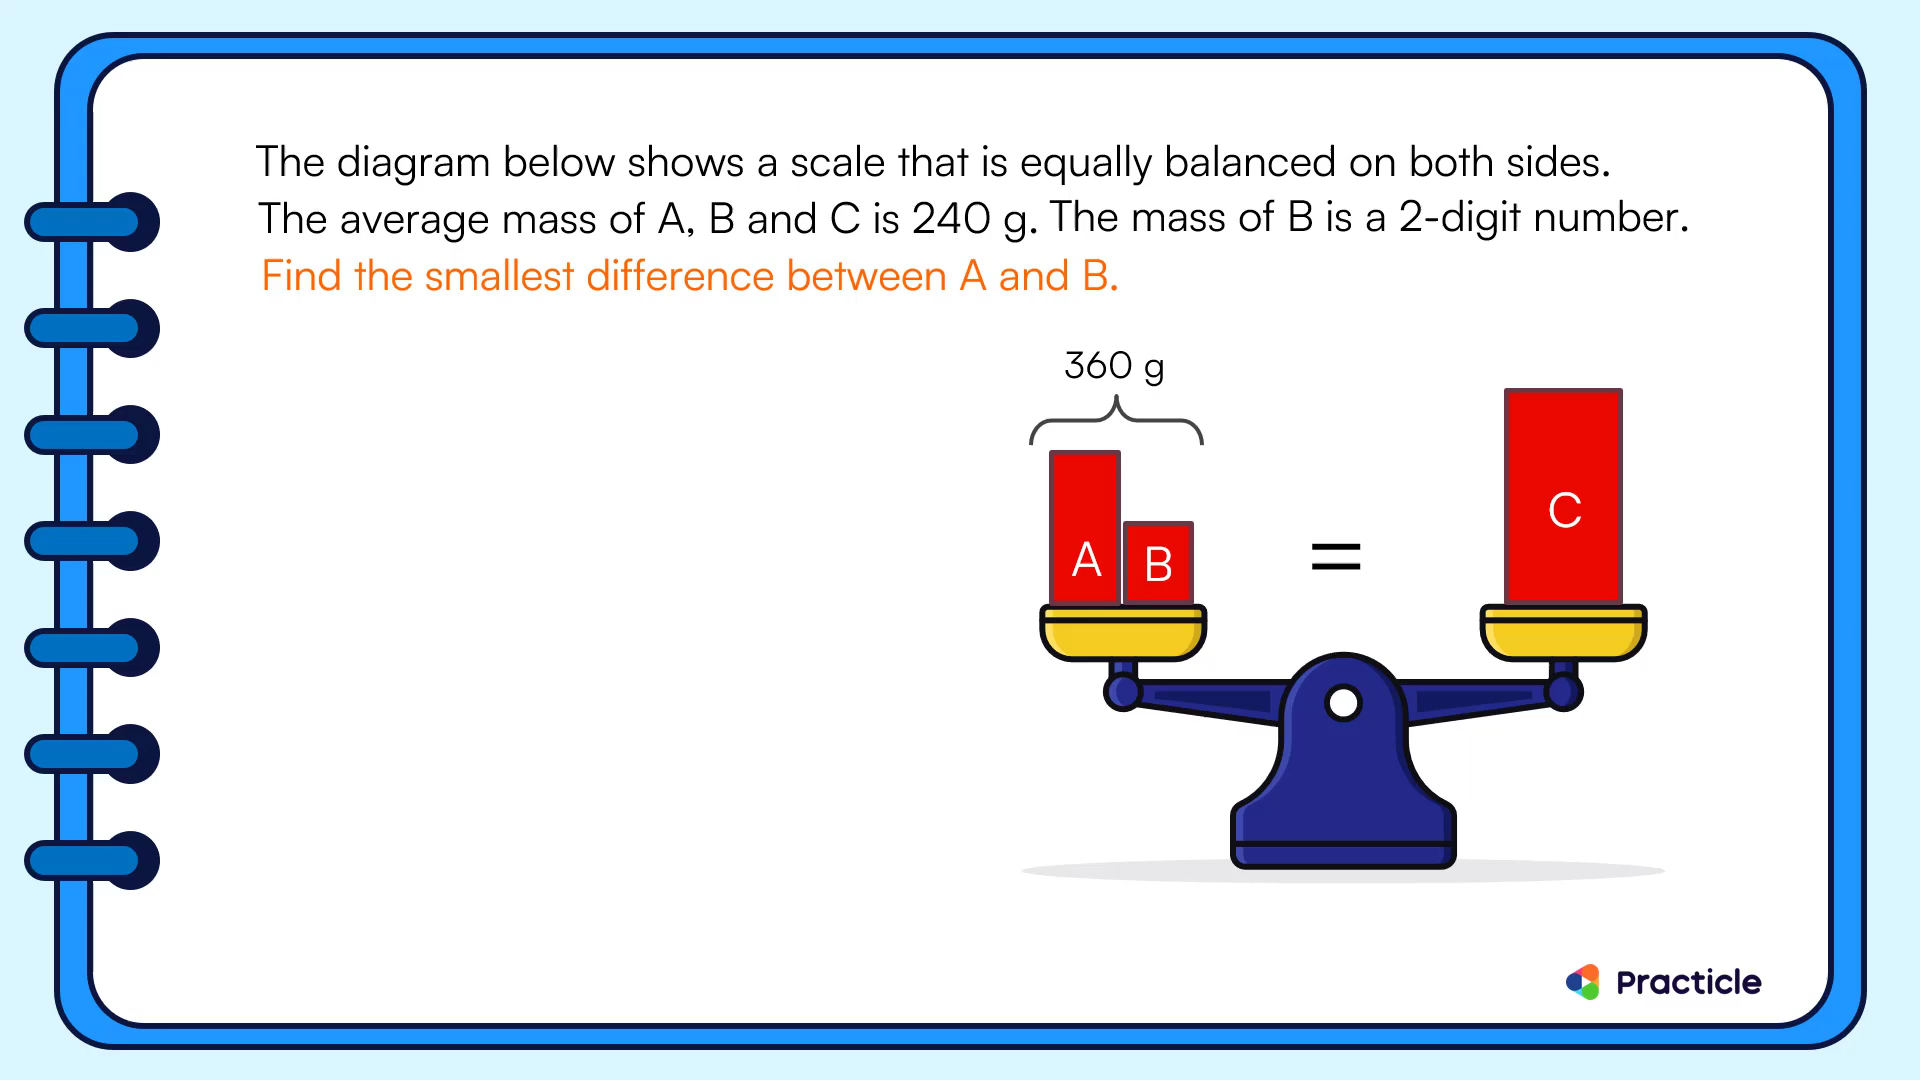 The diagram below shows a scale that is equally balanced on both sides.
The average mass of A, B and C is 240 g. The mass of B is a 2-digit number.
Find the smallest difference between A and B.
360 g
A B = C
Practicle